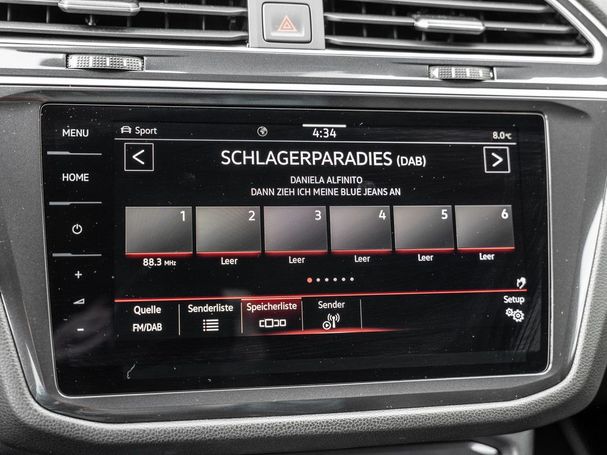 MENU
HOME
Sport
4:34
8.0°C
SCHLAGERPARADIES (DAB)
DANIELA ALFINITO
DANN ZIEH ICH MEINE BLUE JEANS AN
1
2
3
4
5
6
88.3 MHz
Leer
Leer
Leer
Leer
Leer
Quelle
FM/DAB
Senderliste
Speicherliste
Sender
Setup